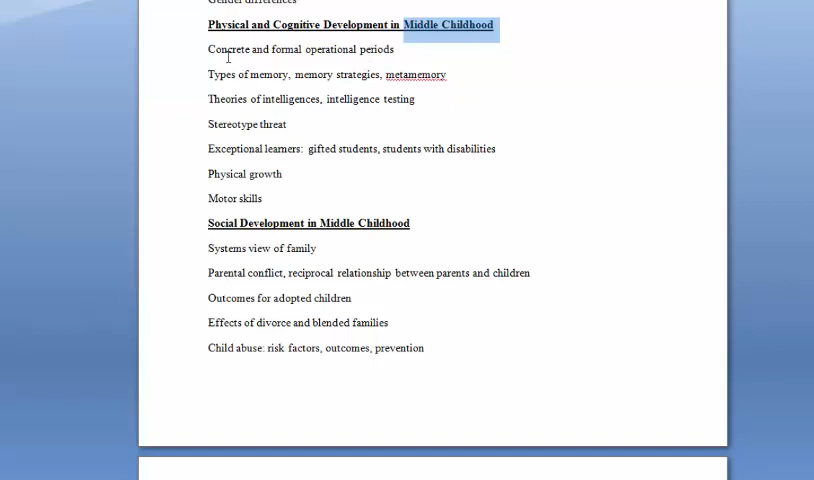 Gender differences
Physical and Cognitive Development in Middle Childhood
Concrete and formal operational periods
Types of memory, memory strategies, metamemory
Theories of intelligences, intelligence testing
Stereotype threat
Exceptional learners: gifted students, students with disabilities
Physical growth
Motor skills
Social Development in Middle Childhood
Systems view of family
Parental conflict, reciprocal relationship between parents and children
Outcomes for adopted children
Effects of divorce and blended families
Child abuse: risk factors, outcomes, prevention